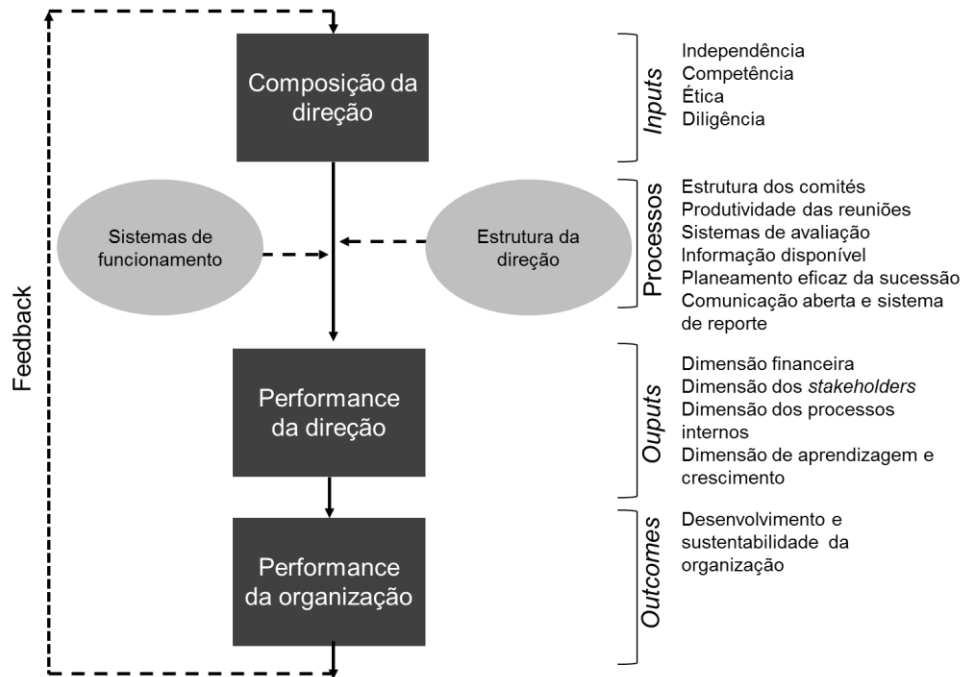 Composição da
direção
Inputs
Independência
Competência
Ética
Diligência
Sistemas de
funcionamento
Estrutura da
direção
Processos
Estrutura dos comités
Produtividade das reuniões
Sistemas de avaliação
Informação disponível
Planeamento eficaz da sucessão
Comunicação aberta e sistema
de reporte
Feedback
Performance
da direção
Ouputs
Dimensão financeira
Dimensão dos stakeholders
Dimensão dos processos
internos
Dimensão de aprendizagem e
crescimento
Performance
da organização
Outcomes
Desenvolvimento e
sustentabilidade da
organização